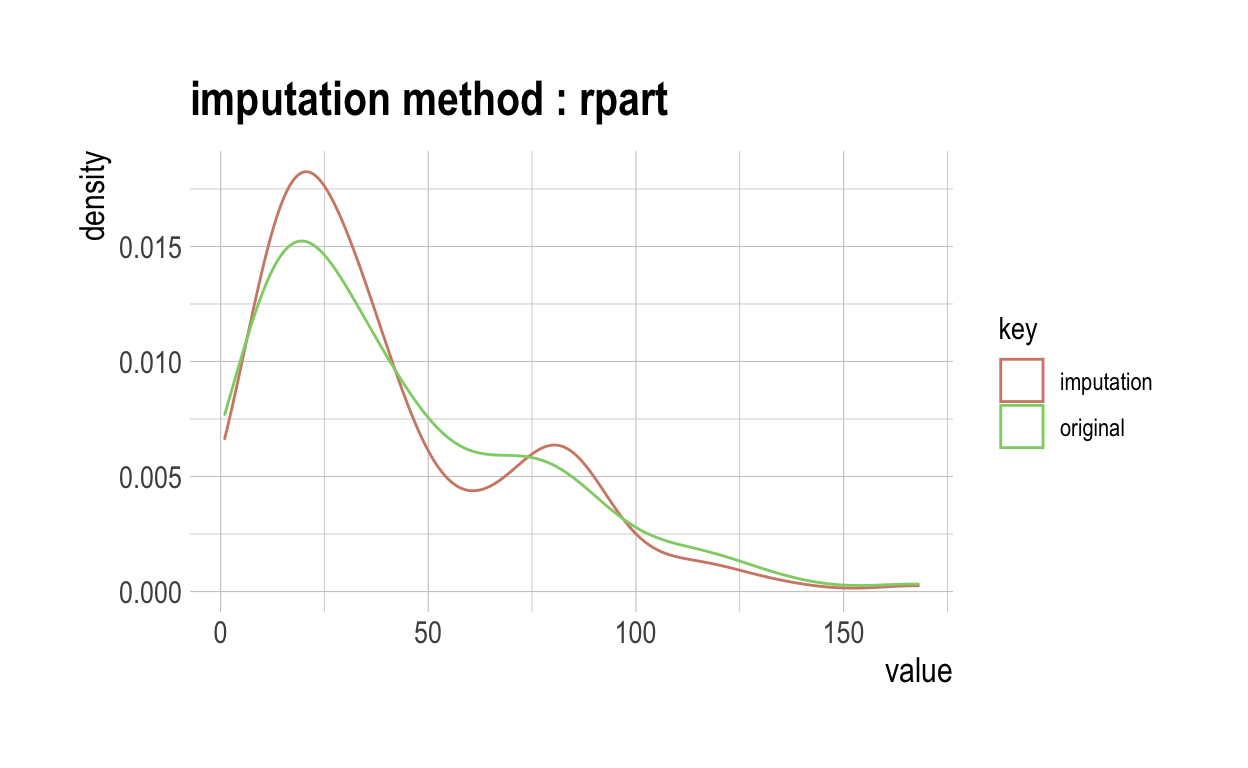 imputation method : rpart
density
0.015
0.010
0.005
0.000
0 50 100 150
value
key
imputation
original